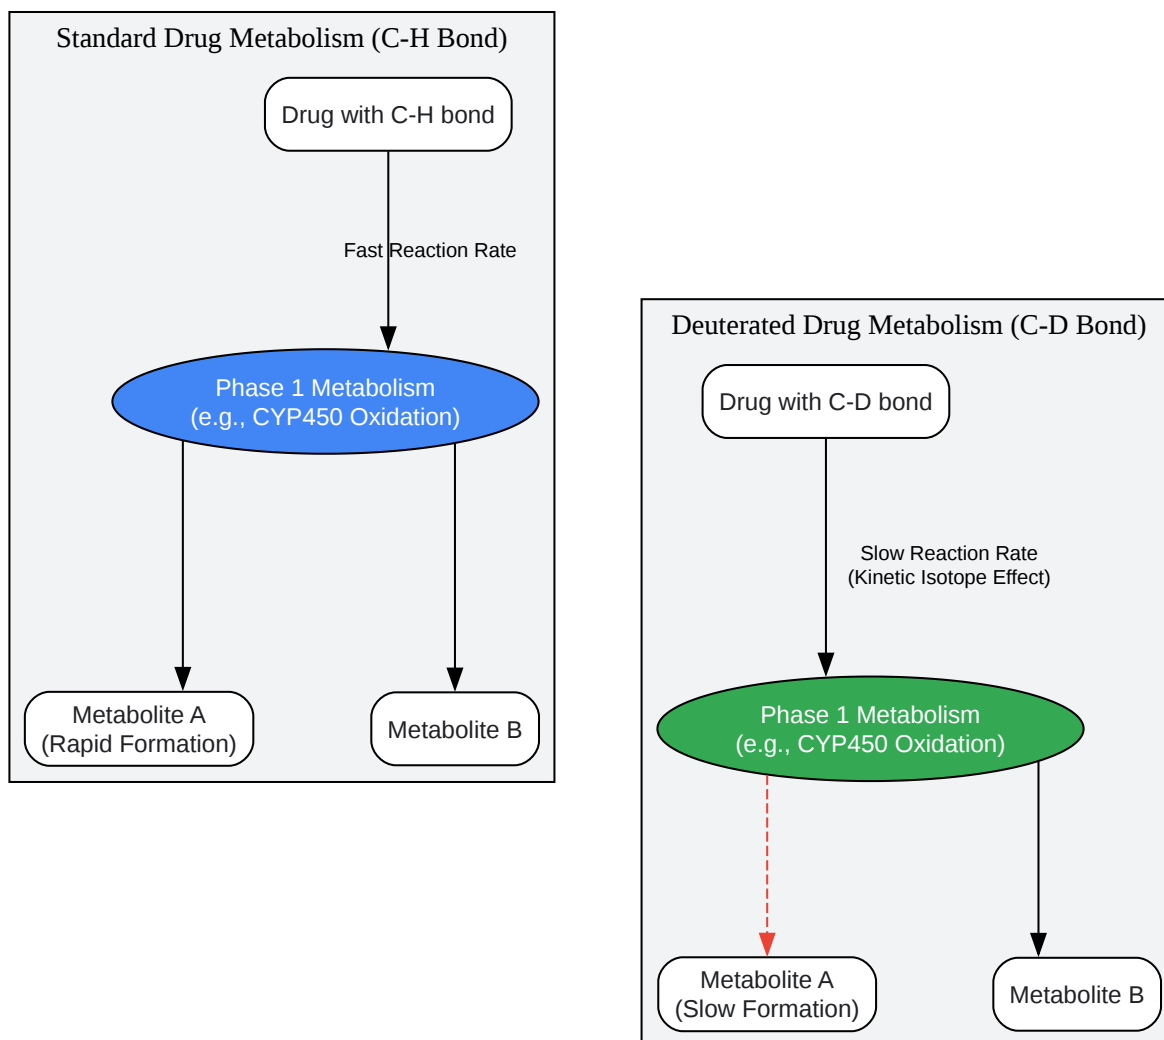 Standard Drug Metabolism (C-H Bond)
Drug with C-H bond
Fast Reaction Rate
Phase 1 Metabolism
(e.g., CYP450 Oxidation)
Metabolite A
(Rapid Formation)
Metabolite B
Deuterated Drug Metabolism (C-D Bond)
Drug with C-D bond
Slow Reaction Rate
(Kinetic Isotope Effect)
Phase 1 Metabolism
(e.g., CYP450 Oxidation)
Metabolite A
(Slow Formation)
Metabolite B